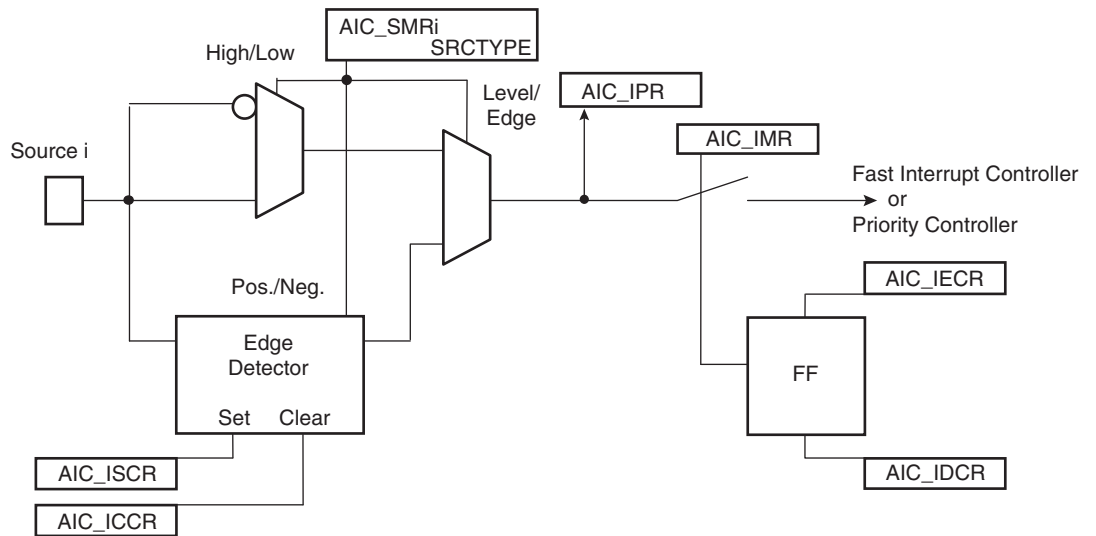 AIC_SMRi
SRCTYPE
High/Low
Level/
Edge
AIC_IPR
AIC_IMR
Source i
Fast Interrupt Controller
or
Priority Controller
Pos./Neg.
AIC_IECR
Edge
Detector
FF
Set Clear
AIC_ISCR
AIC_IDCR
AIC_ICCR